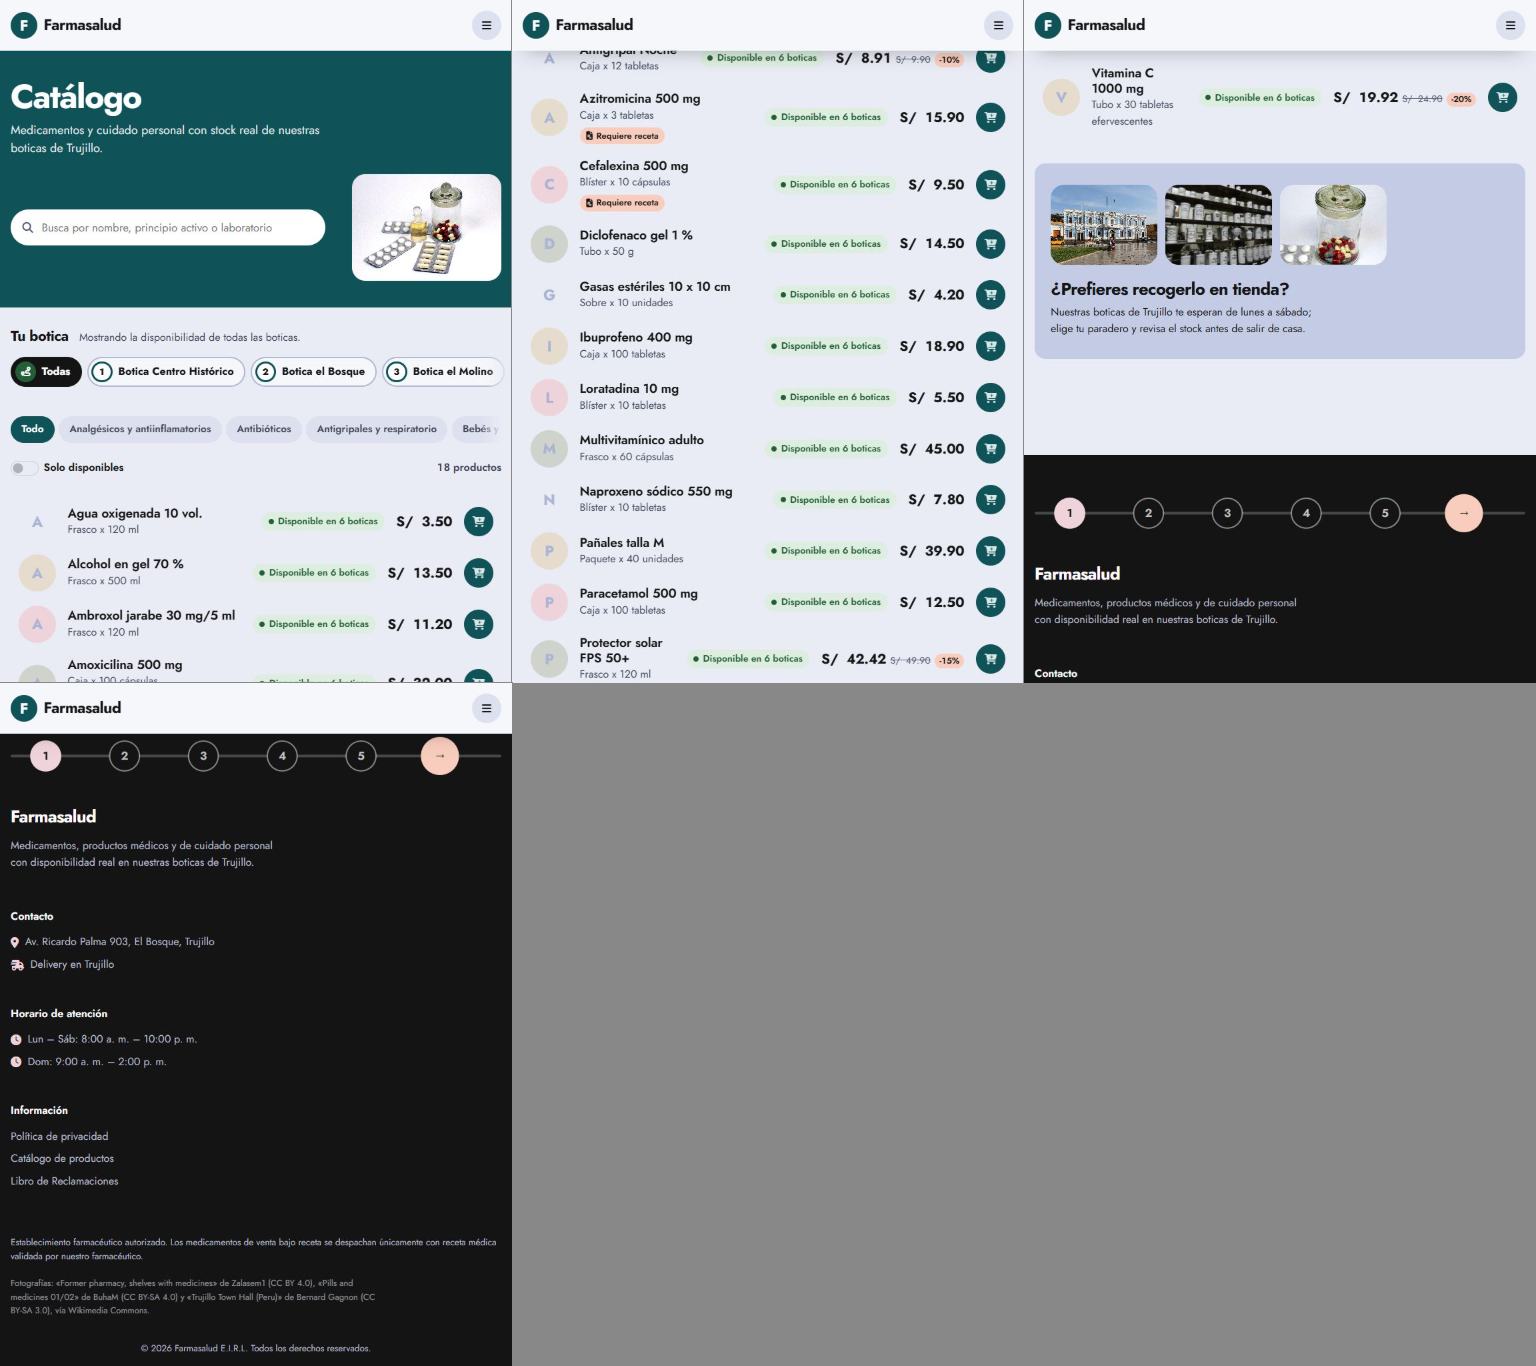 F Farmasalud
Catálogo
Medicamentos y cuidado personal con stock real de nuestras
boticas de Trujillo.
Busca por nombre, principio activo o laboratorio
Tu botica Mostrando la disponibilidad de todas las boticas.
Todas 1 Botica Centro Histórico 2 Botica el Bosque 3 Botica el Molino
Todo Analgésicos y antiinflamatorios Antibióticos Antigripales y respiratorio Bebés y
Solo disponibles 18 productos
A Agua oxigenada 10 vol. Disponible en 6 boticas S/ 3.50
Frasco x 120 ml
A Alcohol en gel 70 % Disponible en 6 boticas S/ 13.50
Frasco x 500 ml
A Ambroxol jarabe 30 mg/5 ml Disponible en 6 boticas S/ 11.20
Frasco x 120 ml
Amoxicilina 500 mg
Caja x 100 cápsulas Disponible en 6 boticas S/ 32.00
F Farmasalud
Antigripal Noche
A Caja x 12 tabletas Disponible en 6 boticas S/ 8.91 S/ 9.90 -10%
A Azitromicina 500 mg Disponible en 6 boticas S/ 15.90
Caja x 3 tabletas
Requiere receta
C Cefalexina 500 mg Disponible en 6 boticas S/ 9.50
Blíster x 10 cápsulas
Requiere receta
D Diclofenaco gel 1 % Disponible en 6 boticas S/ 14.50
Tubo x 50 g
G Gasas estériles 10 x 10 cm Disponible en 6 boticas S/ 4.20
Sobre x 10 unidades
I Ibuprofeno 400 mg Disponible en 6 boticas S/ 18.90
Caja x 100 tabletas
L Loratadina 10 mg Disponible en 6 boticas S/ 5.50
Blíster x 10 tabletas
M Multivitamínico adulto Disponible en 6 boticas S/ 45.00
Frasco x 60 cápsulas
N Naproxeno sódico 550 mg Disponible en 6 boticas S/ 7.80
Blíster x 10 tabletas
P Pañales talla M Disponible en 6 boticas S/ 39.90
Paquete x 40 unidades
P Paracetamol 500 mg Disponible en 6 boticas S/ 12.50
Caja x 100 tabletas
P Protector solar
FPS 50+ Disponible en 6 boticas S/ 42.42 S/ 49.90 -15%
Frasco x 120 ml
F Farmasalud
V Vitamina C
1000 mg Disponible en 6 boticas S/ 19.92 S/ 24.90 -20%
Tubo x 30 tabletas
efervescentes
¿Prefieres recogerlo en tienda?
Nuestras boticas de Trujillo te esperan de lunes a sábado;
elige tu paradero y revisa el stock antes de salir de casa.
1 2 3 4 5 →
Farmasalud
Medicamentos, productos médicos y de cuidado personal
con disponibilidad real en nuestras boticas de Trujillo.
Contacto
F Farmasalud
1 2 3 4 5 →
Farmasalud
Medicamentos, productos médicos y de cuidado personal
con disponibilidad real en nuestras boticas de Trujillo.
Contacto
Av. Ricardo Palma 903, El Bosque, Trujillo
Delivery en Trujillo
Horario de atención
Lun – Sáb: 8:00 a. m. – 10:00 p. m.
Dom: 9:00 a. m. – 2:00 p. m.
Información
Política de privacidad
Catálogo de productos
Libro de Reclamaciones
Establecimiento farmacéutico autorizado. Los medicamentos de venta bajo receta se despachan únicamente con receta médica
validada por nuestro farmacéutico.
Fotografías: «Former pharmacy, shelves with medicines» de Zalasem1 (CC BY 4.0), «Pills and
medicines 01/02» de BuhaM (CC BY-SA 4.0) y «Trujillo Town Hall (Peru)» de Bernard Gagnon (CC
BY-SA 3.0), vía Wikimedia Commons.
© 2026 Farmasalud E.I.R.L. Todos los derechos reservados.